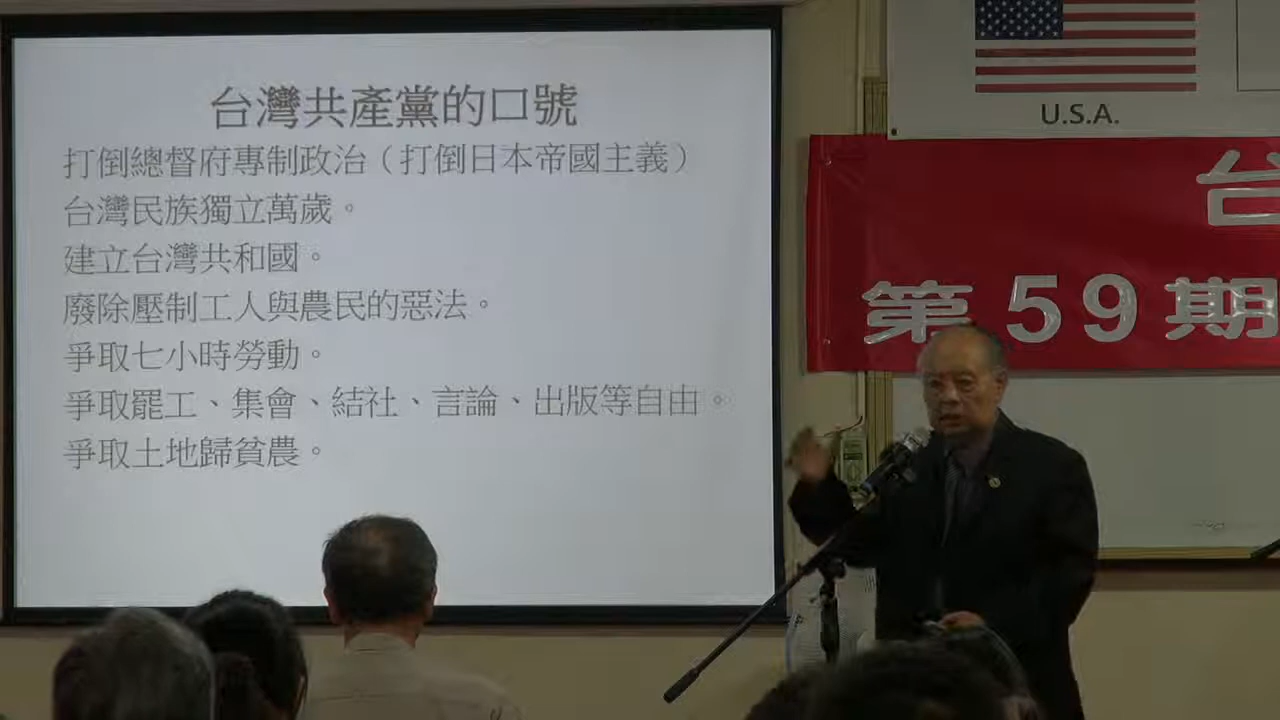 台灣共產黨的口號
打倒總督府專制政治（打倒日本帝國主義）
台灣民族獨立萬歲。
建立台灣共和國。
廢除壓制工人與農民的惡法。
爭取七小時勞動。
爭取罷工、集會、結社、言論、出版等自由。
爭取土地歸貧農。
U.S.A.
台
第59期